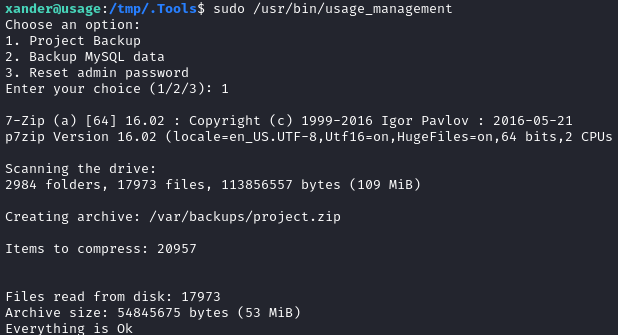 xander@usage:/tmp/.Tools$ sudo /usr/bin/usage_management
Choose an option:
1. Project Backup
2. Backup MySQL data
3. Reset admin password
Enter your choice (1/2/3): 1
7-Zip (a) [64] 16.02 : Copyright (c) 1999-2016 Igor Pavlov : 2016-05-21
p7zip Version 16.02 (locale=en_US.UTF-8,Utf16=on,HugeFiles=on,64 bits,2 CPUs
Scanning the drive:
2984 folders, 17973 files, 113856557 bytes (109 MiB)
Creating archive: /var/backups/project.zip
Items to compress: 20957
Files read from disk: 17973
Archive size: 54845675 bytes (53 MiB)
Everything is Ok